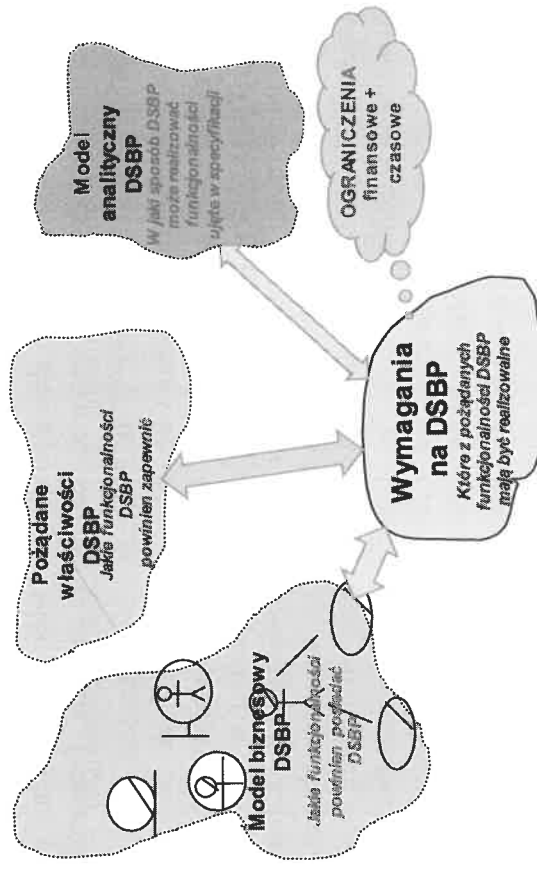 Model
analityczny
DSBP
W jaki sposób DSBP
może realizować
funkcjonalności
ujęte w specyfikacji
OGRANICZENIA
finansowe +
czasowe
Pożądane
właściwości
DSBP
Jakie funkcjonalności
DSBP
powinien zapewnić
Wymagania
na DSBP
Które z pożądanych
funkcjonalności DSBP
mają być realizowalne
Model biznesowy
DSBP
Jakie funkcjonalności
powinien posiadać
DSBP